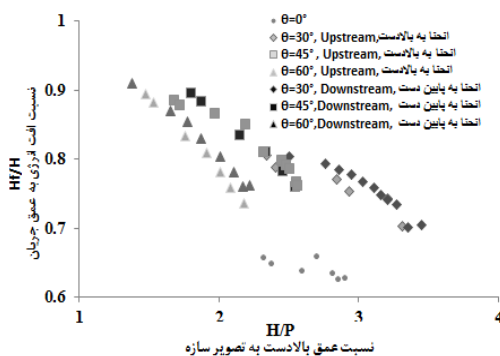 θ=0°
θ=30°, Upstream,انحنا به بالادست
θ=45°, Upstream,انحنا به بالادست
θ=60°, Upstream,انحنا به بالادست
θ=30°, Downstream,انحنا به پایین دست
θ=45°,Downstream, انحنا به پایین دست
θ=60°,Downstream, انحنا به پایین دست
نسبت افت انرژی به عمق جریان
Hf/H
1
0.9
0.8
0.7
0.6
1 2 3 4
H/P
نسبت عمق بالادست به تصویر سازه